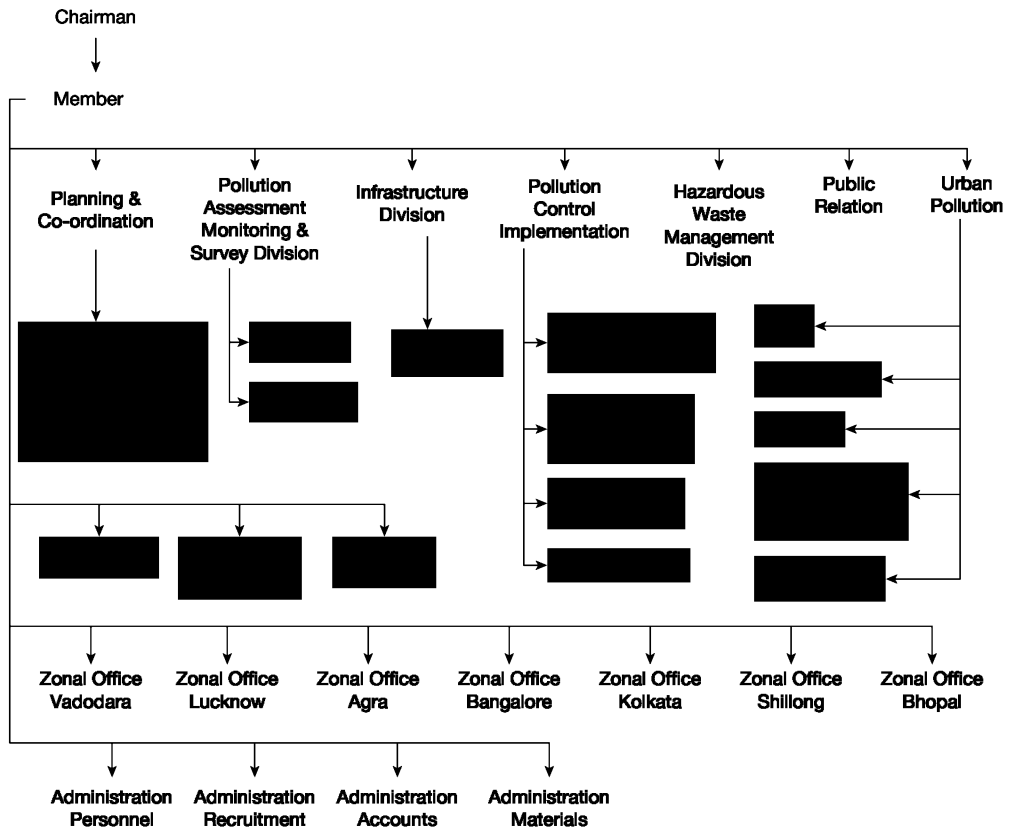 Chairman
Member
Planning &
Co-ordination
Pollution
Assessment
Monitoring &
Survey Division
Infrastructure
Division
Pollution
Control
Implementation
Hazardous
Waste
Management
Division
Public
Relation
Urban
Pollution
Zonal Office
Vadodara
Zonal Office
Lucknow
Zonal Office
Agra
Zonal Office
Bangalore
Zonal Office
Kolkata
Zonal Office
Shillong
Zonal Office
Bhopal
Administration
Personnel
Administration
Recruitment
Administration
Accounts
Administration
Materials